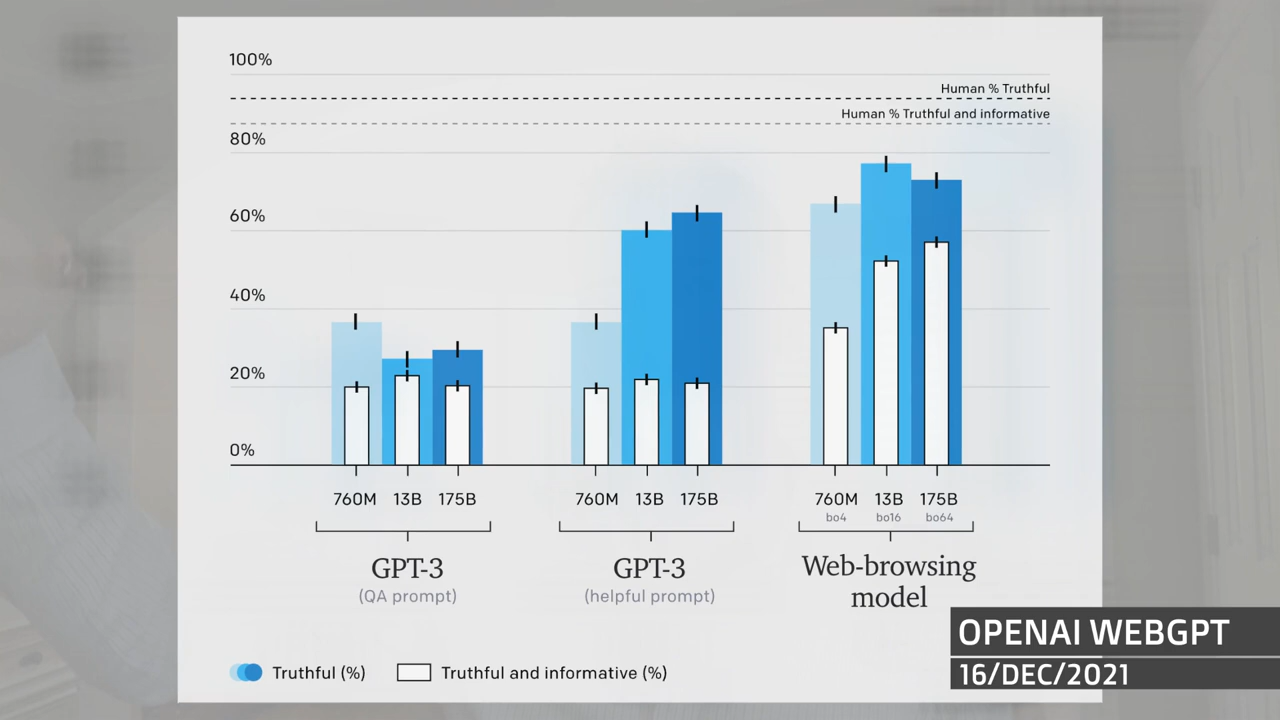 100%
Human % Truthful
Human % Truthful and informative
80%
60%
40%
20%
0%
760M 13B 175B
760M 13B 175B
760M 13B 175B
bo4 bo16 bo64
GPT-3
(QA prompt)
GPT-3
(helpful prompt)
Web-browsing
model
Truthful (%)
Truthful and informative (%)
OPENAI WEBGPT
16/DEC/2021